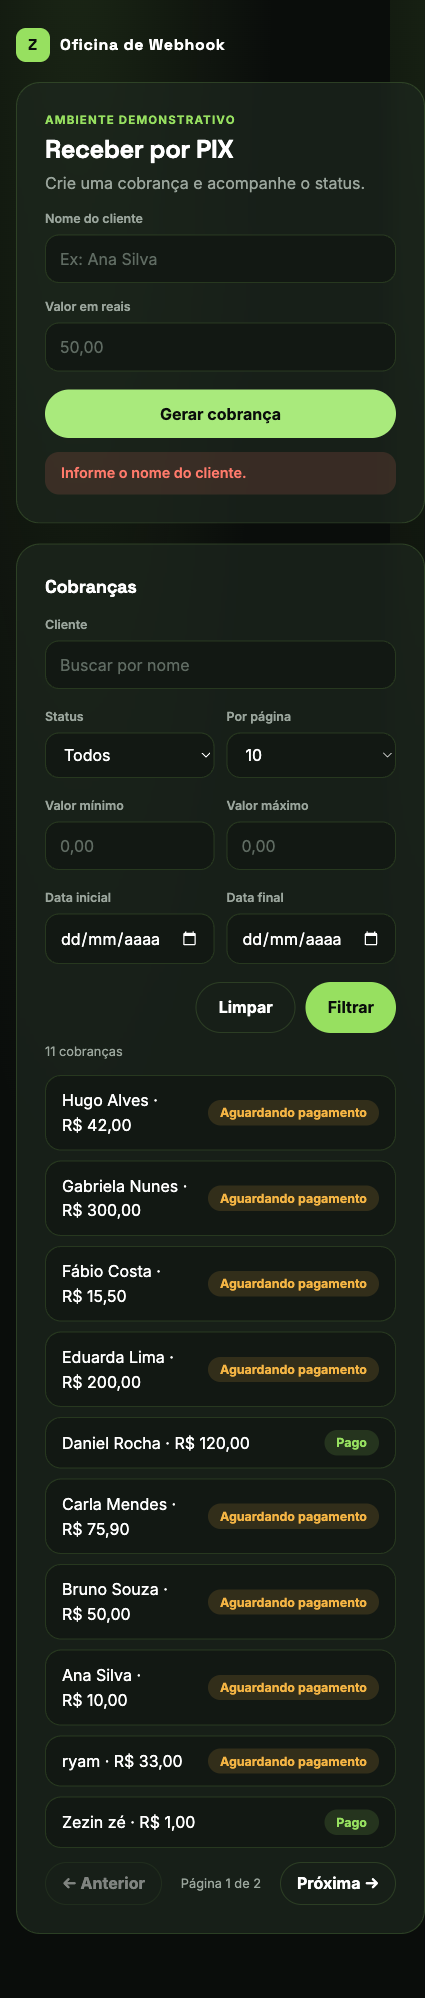 Z
Oficina de Webhook
AMBIENTE DEMONSTRATIVO
Receber por PIX
Crie uma cobrança e acompanhe o status.
Nome do cliente
Ex: Ana Silva
Valor em reais
50,00
Gerar cobrança
Informe o nome do cliente.
Cobranças
Cliente
Buscar por nome
Status
Por página
Todos
10
Valor mínimo
Valor máximo
0,00
0,00
Data inicial
Data final
dd/mm/aaaa
dd/mm/aaaa
Limpar
Filtrar
11 cobranças
Hugo Alves ·
R$ 42,00
Aguardando pagamento
Gabriela Nunes ·
R$ 300,00
Aguardando pagamento
Fábio Costa ·
R$ 15,50
Aguardando pagamento
Eduarda Lima ·
R$ 200,00
Aguardando pagamento
Daniel Rocha · R$ 120,00
Pago
Carla Mendes ·
R$ 75,90
Aguardando pagamento
Bruno Souza ·
R$ 50,00
Aguardando pagamento
Ana Silva ·
R$ 10,00
Aguardando pagamento
ryam · R$ 33,00
Aguardando pagamento
Zezin zé · R$ 1,00
Pago
← Anterior
Página 1 de 2
Próxima →